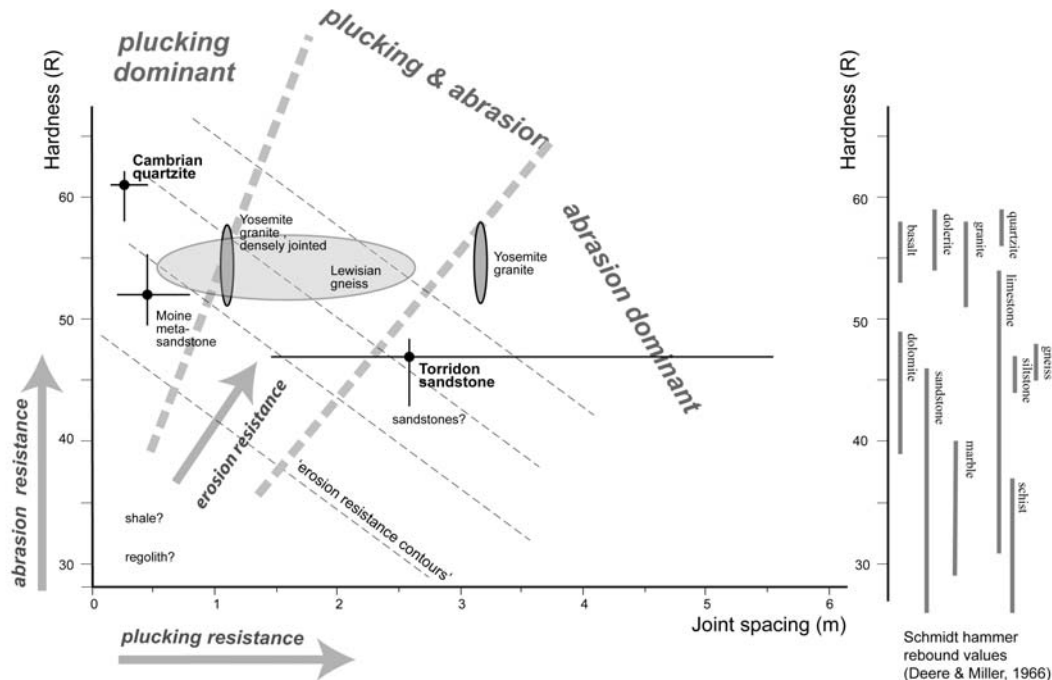 plucking
dominant
plucking & abrasion
abrasion dominant
Hardness (R)
60
50
40
30
Cambrian
quartzite
Yosemite
granite ,
densely jointed
Lewisian
gneiss
Yosemite
granite
Moine
meta-
sandstone
Torridon
sandstone
sandstones?
erosion resistance
'erosion resistance contours'
shale?
regolith?
abrasion resistance
0
1
2
3
4
5
6
Joint spacing (m)
plucking resistance
Hardness (R)
60
50
40
30
basalt
dolerite
granite
quartzite
limestone
dolomite
sandstone
marble
siltstone
gneiss
schist
Schmidt hammer
rebound values
(Deere & Miller, 1966)